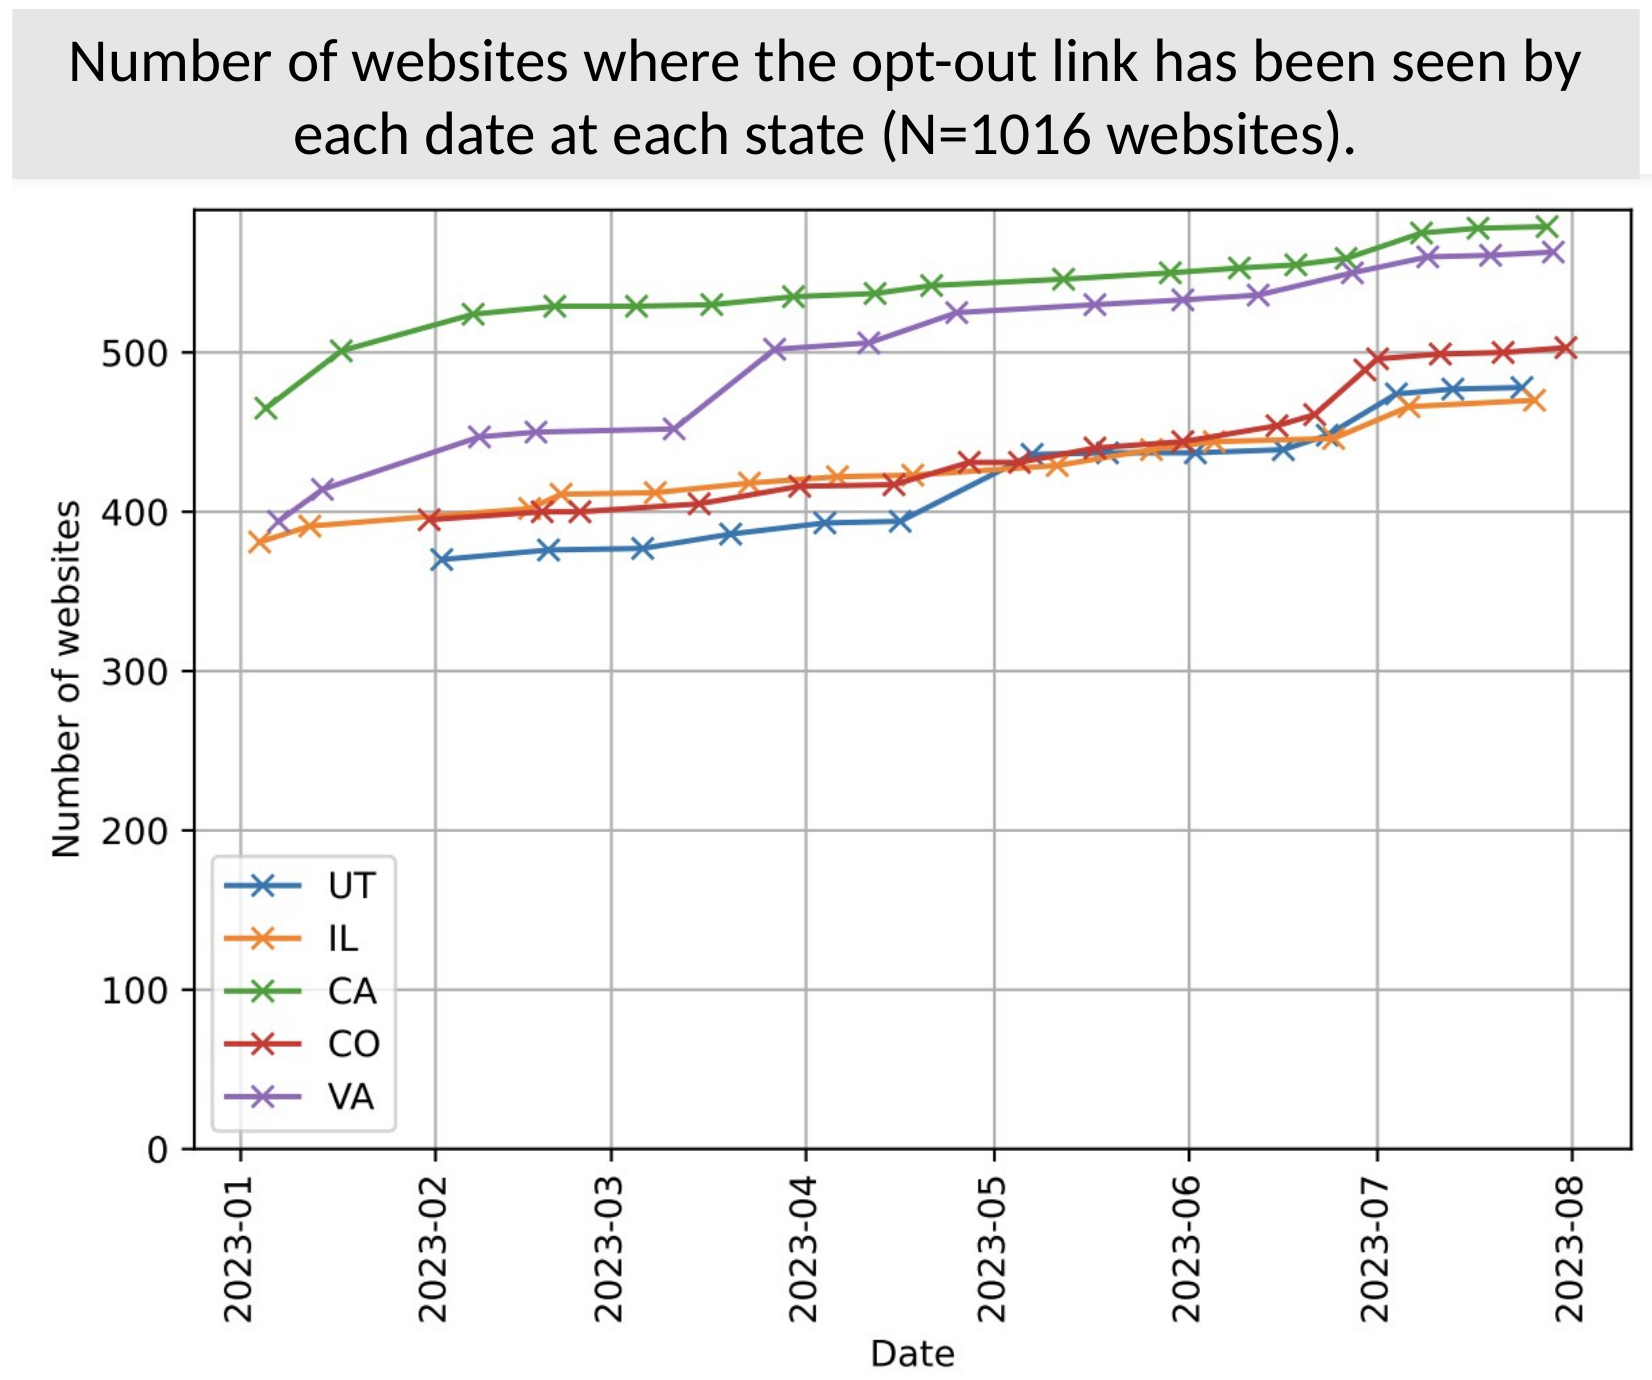 Number of websites where the opt-out link has been seen by
each date at each state (N=1016 websites).
Number of websites
500
400
300
200
100
0
UT
IL
CA
CO
VA
2023-01
2023-02
2023-03
2023-04
2023-05
2023-06
2023-07
2023-08
Date